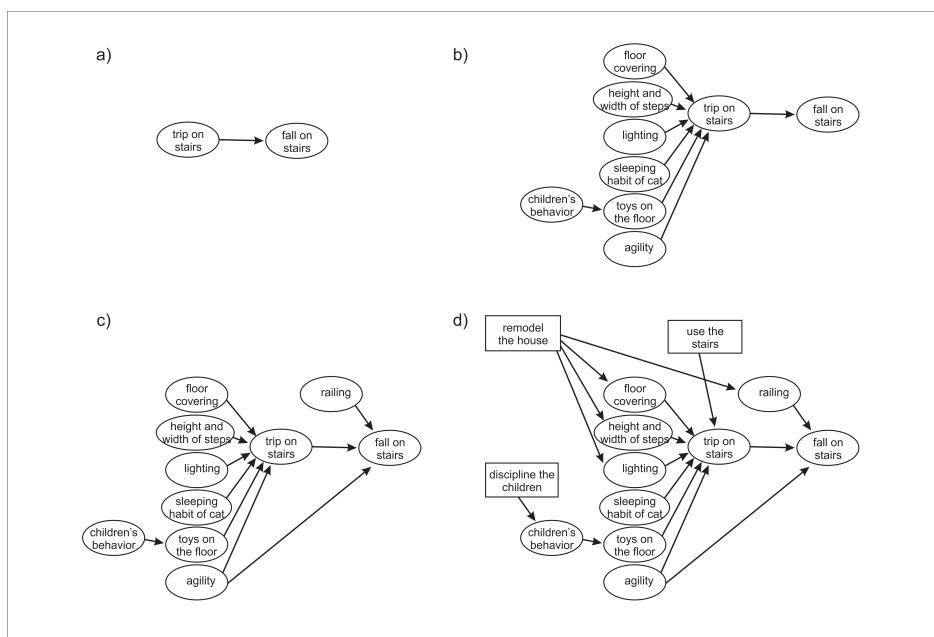 a)
trip on
stairs
fall on
stairs
b)
floor
covering
height and
width of steps
lighting
sleeping
habit of cat
children's
behavior
toys on
the floor
agility
trip on
stairs
fall on
stairs
c)
floor
covering
height and
width of steps
lighting
sleeping
habit of cat
children's
behavior
toys on
the floor
agility
trip on
stairs
railing
fall on
stairs
d)
remodel
the house
use the
stairs
floor
covering
railing
height and
width of steps
trip on
stairs
fall on
stairs
lighting
discipline the
children
sleeping
habit of cat
children's
behavior
toys on
the floor
agility